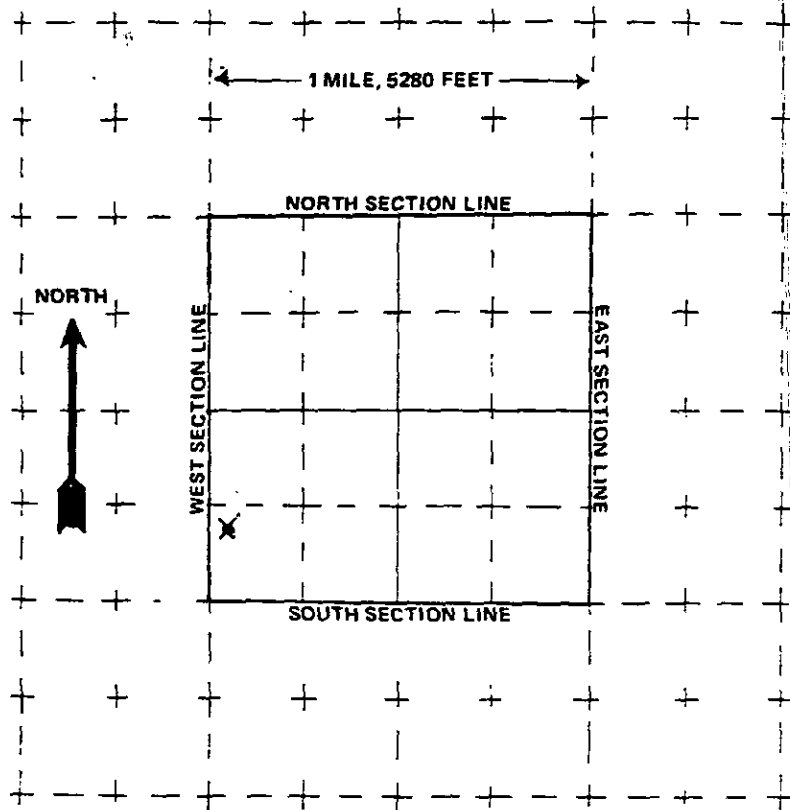 1 MILE, 5280 FEET
NORTH SECTION LINE
NORTH
WEST SECTION LINE
EAST SECTION LINE
X
SOUTH SECTION LINE